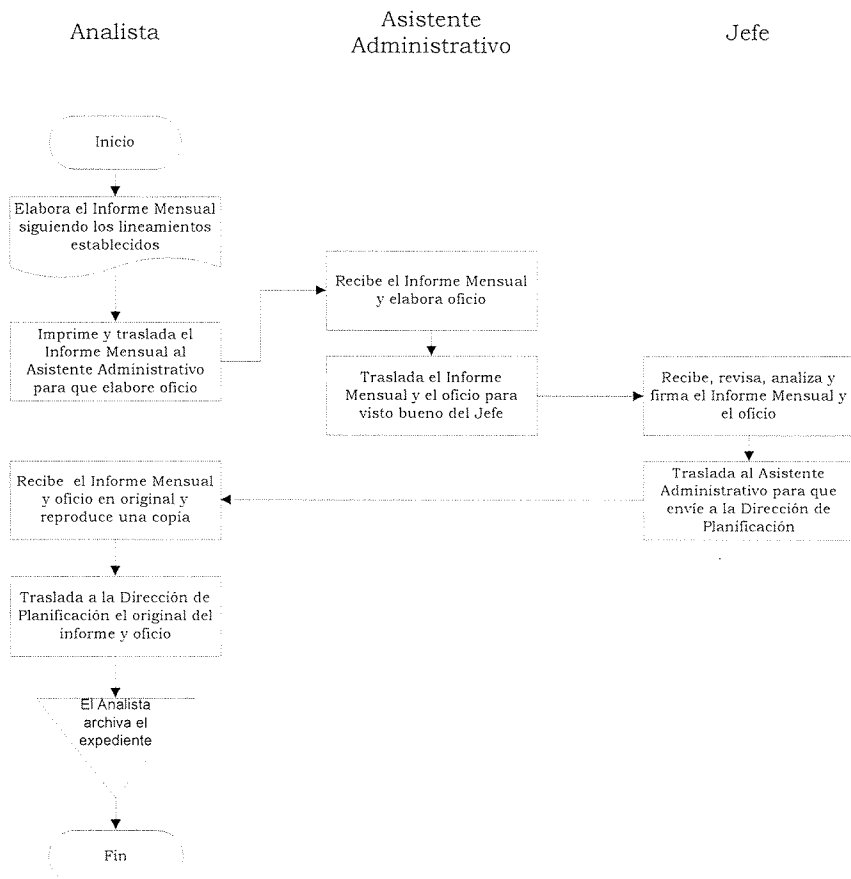 Analista
Asistente
Administrativo
Jefe
Inicio
Elabora el Informe Mensual
siguiendo los lineamientos
establecidos
Imprime y traslada el
Informe Mensual al
Asistente Administrativo
para que elabore oficio
Recibe el Informe Mensual
y elabora oficio
Traslada el Informe
Mensual y el oficio para
visto bueno del Jefe
Recibe, revisa, analiza y
firma el Informe Mensual y
el oficio
Traslada al Asistente
Administrativo para que
envíe a la Dirección de
Planificación
Recibe el Informe Mensual
y oficio en original y
reproduce una copia
Traslada a la Dirección de
Planificación el original del
informe y oficio
El Analista
archiva el
expediente
Fin